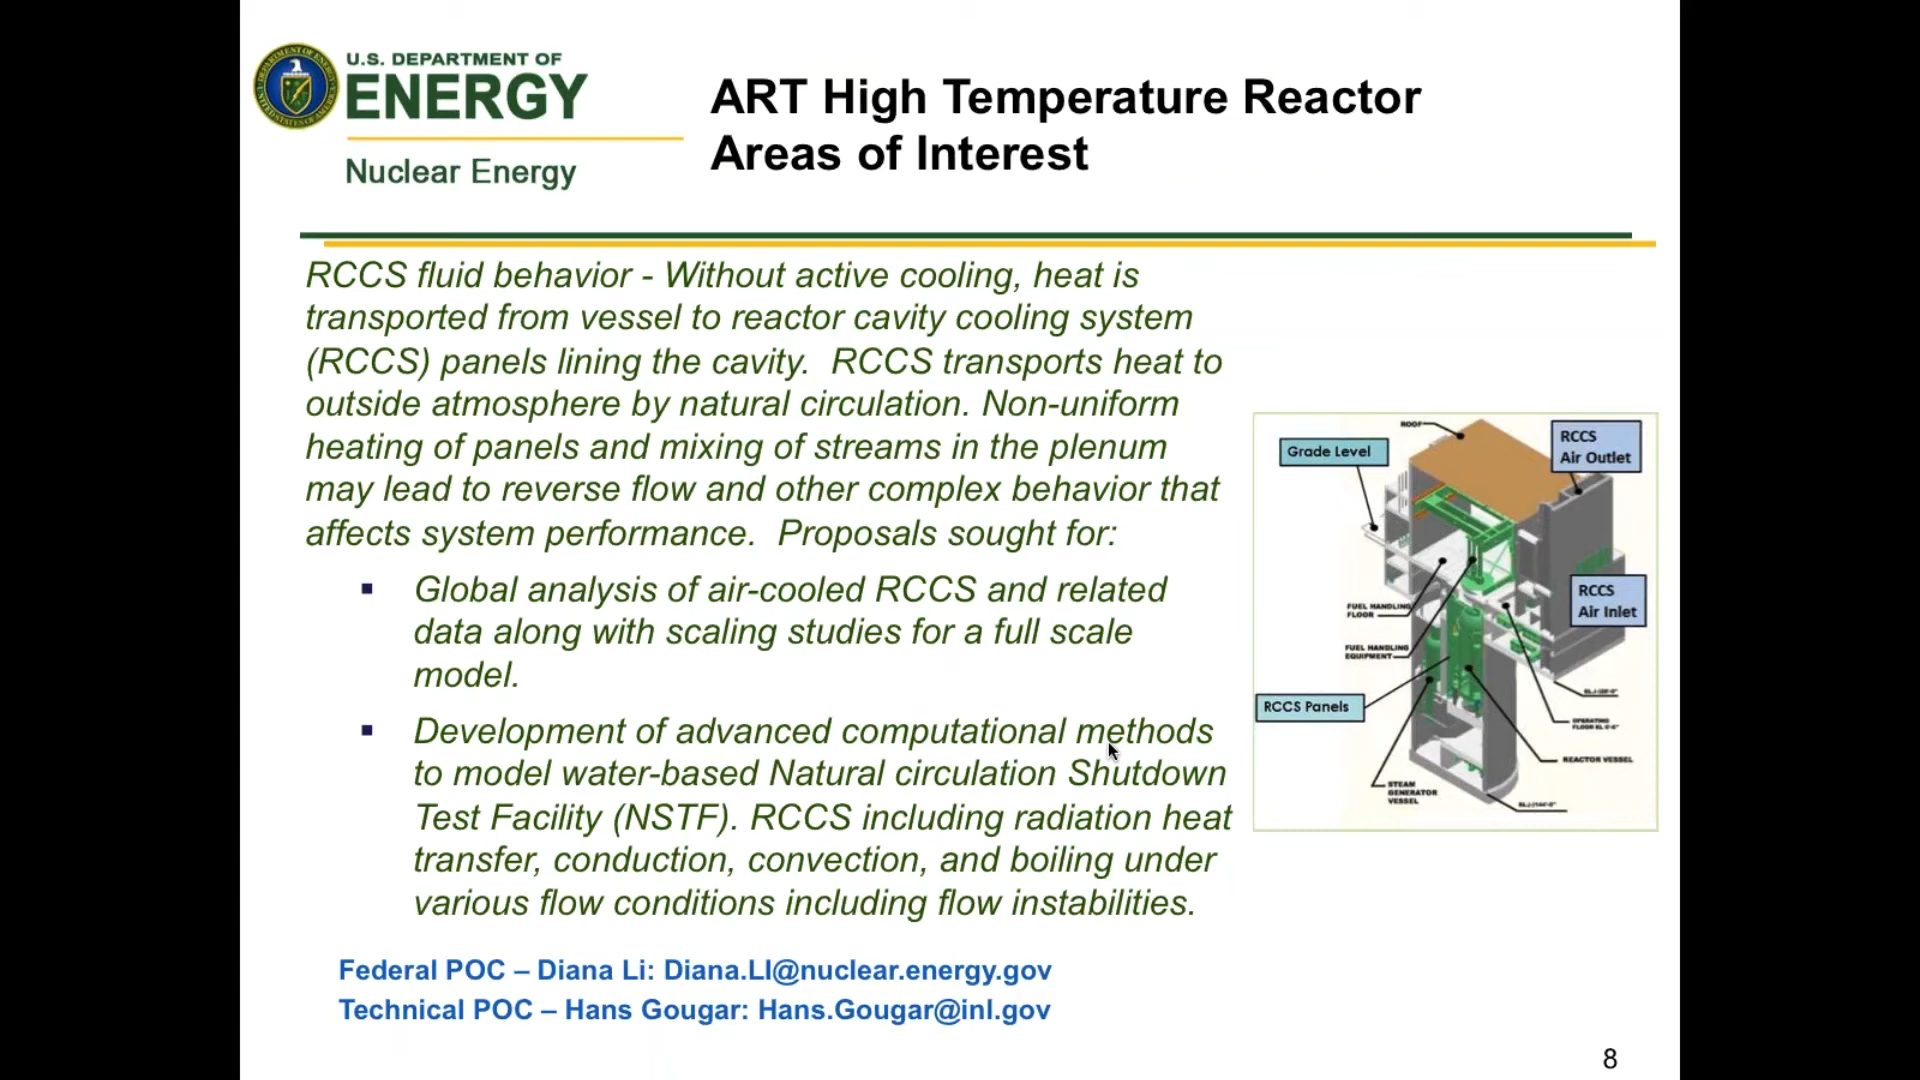 U.S. DEPARTMENT OF
ENERGY
Nuclear Energy
ART High Temperature Reactor
Areas of Interest
RCCS fluid behavior - Without active cooling, heat is
transported from vessel to reactor cavity cooling system
(RCCS) panels lining the cavity.  RCCS transports heat to
outside atmosphere by natural circulation. Non-uniform
heating of panels and mixing of streams in the plenum
may lead to reverse flow and other complex behavior that
affects system performance.  Proposals sought for:
▪ Global analysis of air-cooled RCCS and related
data along with scaling studies for a full scale
model.
▪ Development of advanced computational methods
to model water-based Natural circulation Shutdown
Test Facility (NSTF). RCCS including radiation heat
transfer, conduction, convection, and boiling under
various flow conditions including flow instabilities.
Federal POC – Diana Li: Diana.LI@nuclear.energy.gov
Technical POC – Hans Gougar: Hans.Gougar@inl.gov
ROOF
Grade Level
RCCS
Air Outlet
RCCS
Air Inlet
FUEL HANDLING
FLOOR
FUEL HANDLING
EQUIPMENT
RCCS Panels
OPERATING
REACTOR VESSEL
STEAM
GENERATOR
VESSEL
8